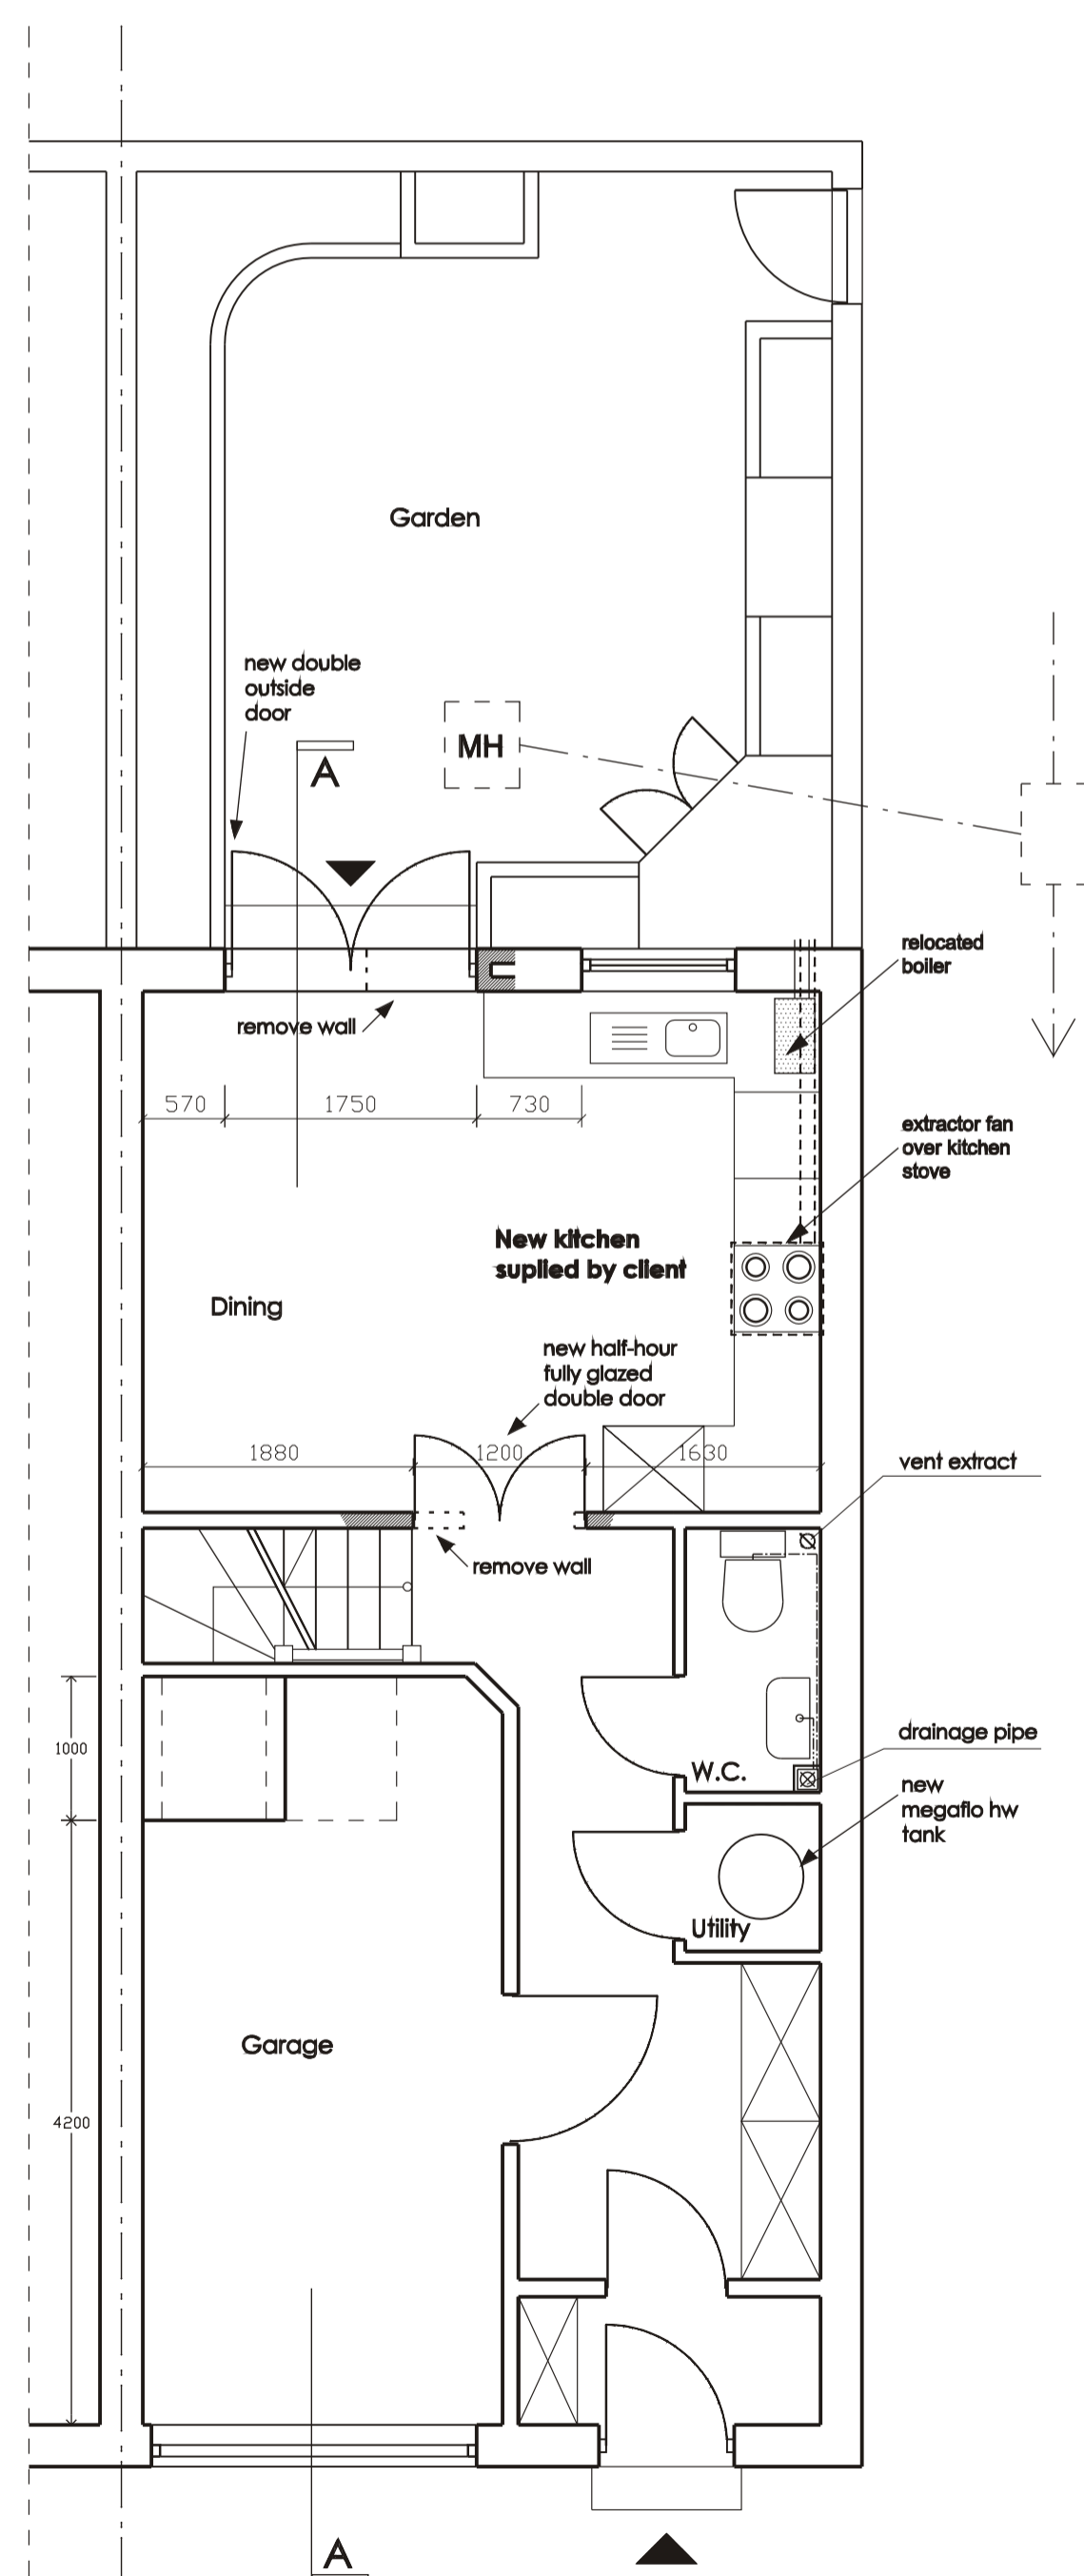 Garden
new double
outside
door
A
MH
relocated
boiler
remove wall
570
1750
730
extractor fan
over kitchen
stove
New kitchen
suplied by client
Dining
new half-hour
fully glazed
double door
1880
1200
1630
vent extract
remove wall
1000
W.C.
drainage pipe
new
megaflo hw
tank
Utility
Garage
4200
A